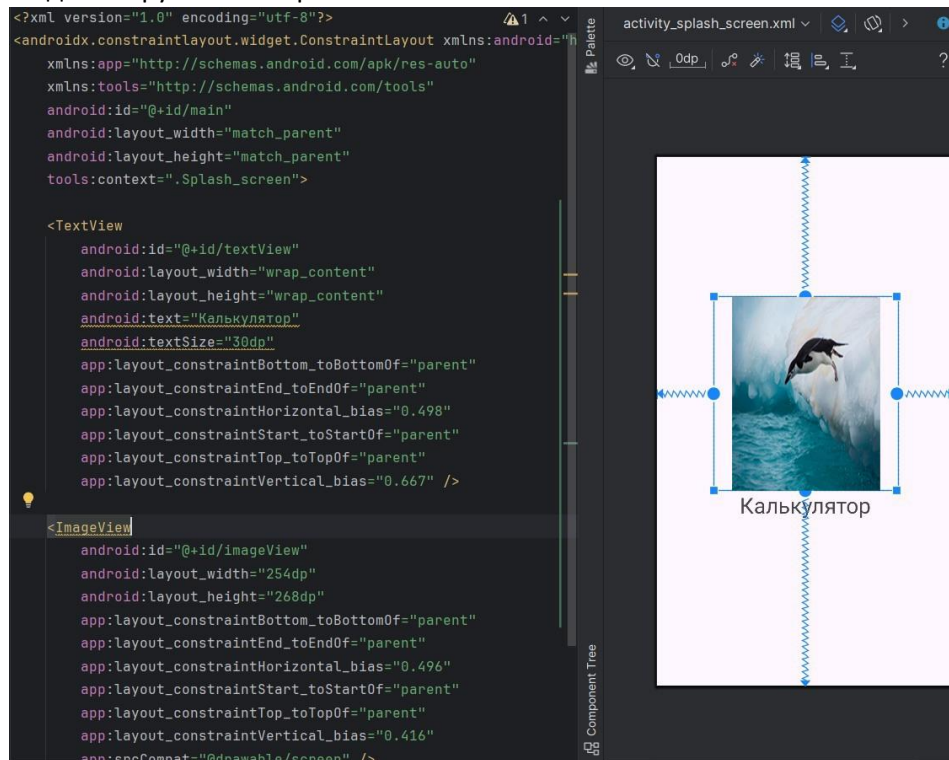 <?xml version="1.0" encoding="utf-8"?>
<androidx.constraintlayout.widget.ConstraintLayout xmlns:android="h
xmlns:app="http://schemas.android.com/apk/res-auto"
xmlns:tools="http://schemas.android.com/tools"
android:id="@+id/main"
android:layout_width="match_parent"
android:layout_height="match_parent"
tools:context=".Splash_screen">
<TextView
android:id="@+id/textView"
android:layout_width="wrap_content"
android:layout_height="wrap_content"
android:text="Калькулятор"
android:textSize="30dp"
app:layout_constraintBottom_toBottomOf="parent"
app:layout_constraintEnd_toEndOf="parent"
app:layout_constraintHorizontal_bias="0.498"
app:layout_constraintStart_toStartOf="parent"
app:layout_constraintTop_toTopOf="parent"
app:layout_constraintVertical_bias="0.667" />
<ImageView
android:id="@+id/imageView"
android:layout_width="254dp"
android:layout_height="268dp"
app:layout_constraintBottom_toBottomOf="parent"
app:layout_constraintEnd_toEndOf="parent"
app:layout_constraintHorizontal_bias="0.496"
app:layout_constraintStart_toStartOf="parent"
app:layout_constraintTop_toTopOf="parent"
app:layout_constraintVertical_bias="0.416"
app:srcCompat="@drawable/screen" />
1
Palette
Component Tree
activity_splash_screen.xml
0dp
?
Калькулятор